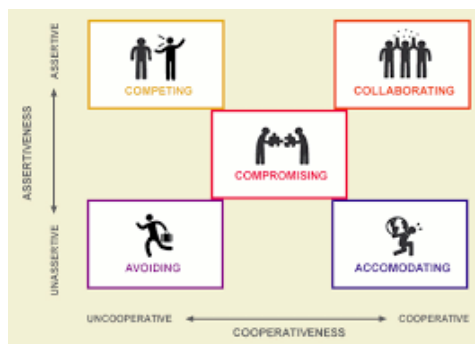 ASSERTIVE
ASSERTIVENESS
UNASSERTIVE
COMPETING
COLLABORATING
COMPROMISING
AVOIDING
ACCOMODATING
UNCOOPERATIVE
COOPERATIVE
COOPERATIVENESS